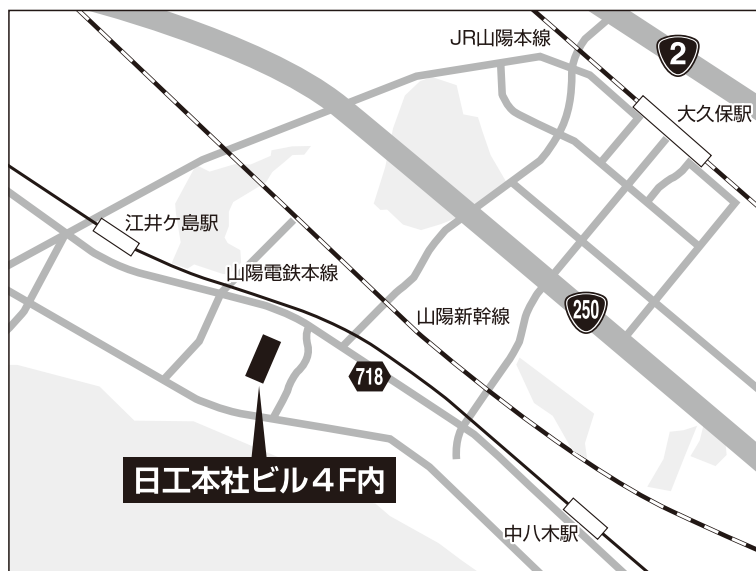 JR山陽本線
2
大久保駅
江井ケ島駅
山陽電鉄本線
山陽新幹線
250
718
日工本社ビル4F内
中八木駅